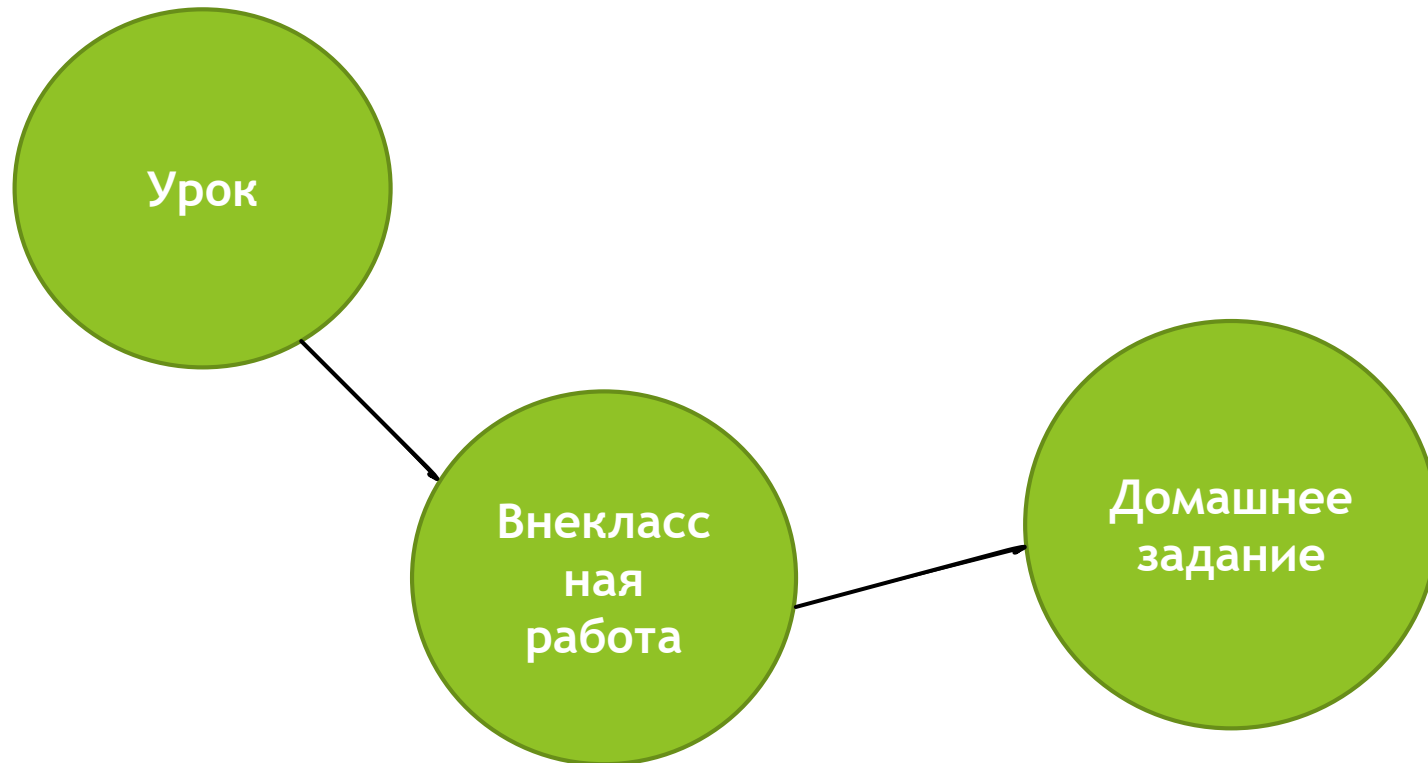 Урок
Внекласс
ная
работа
Домашнее
задание